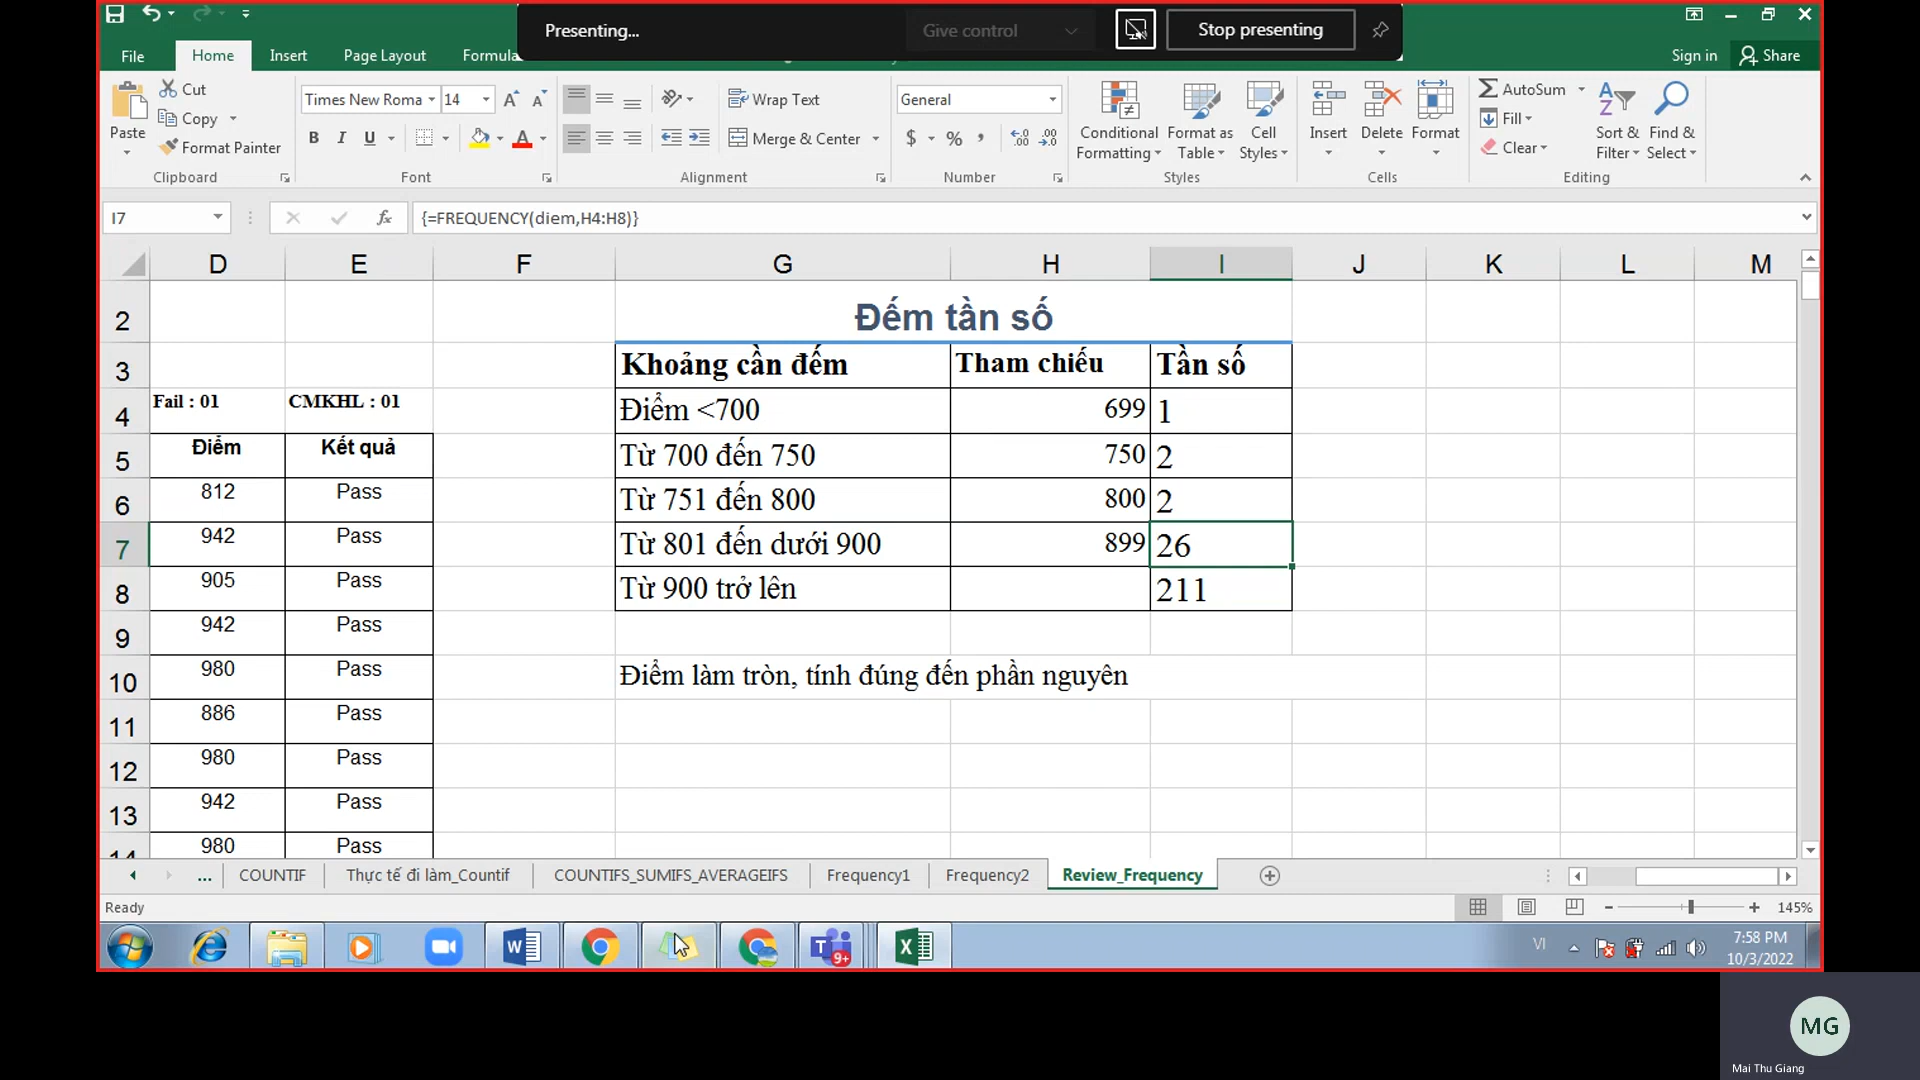 Presenting...
Give control
Stop presenting
File
Home
Insert
Page Layout
Formula
Sign in
Share
Paste
Cut
Copy
Format Painter
Clipboard
Times New Roma
14
B I U
Font
Wrap Text
Merge & Center
Alignment
General
$ % ,
Number
Conditional Formatting
Format as Table
Cell Styles
Styles
Insert
Delete
Format
Cells
AutoSum
Fill
Clear
Sort & Filter
Find & Select
Editing
I7
fx
{=FREQUENCY(diem,H4:H8)}
D E F G H I J K L M
2 Đếm tần số
3 Khoảng cần đếm Tham chiếu Tần số
4 Fail : 01 CMKHL : 01 Điểm <700 699 1
5 Điểm Kết quả Từ 700 đến 750 750 2
6 812 Pass Từ 751 đến 800 800 2
7 942 Pass Từ 801 đến dưới 900 899 26
8 905 Pass Từ 900 trở lên 211
9 942 Pass
10 980 Pass Điểm làm tròn, tính đúng đến phần nguyên
11 886 Pass
12 980 Pass
13 942 Pass
14 980 Pass
... COUNTIF Thực tế đi làm_Countif COUNTIFS_SUMIFS_AVERAGEIFS Frequency1 Frequency2 Review_Frequency
Ready
145%
9+
VI
7:58 PM
10/3/2022
MG
Mai Thu Giang